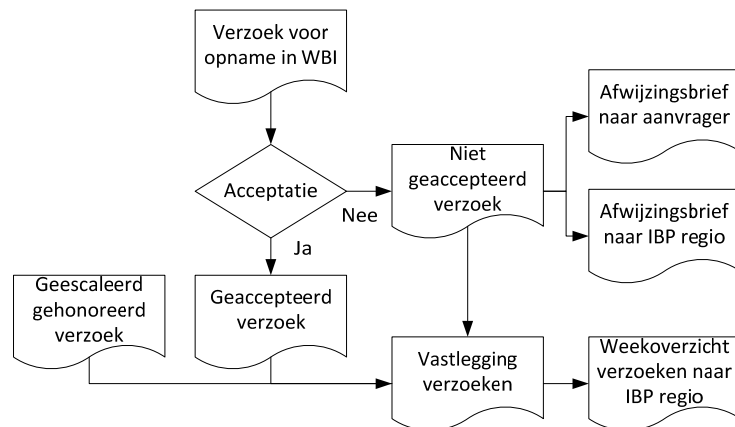 Verzoek voor
opname in WBI
Acceptatie
Nee
Ja
Niet
geaccepteerd
verzoek
Afwijzingsbrief
naar aanvrager
Afwijzingsbrief
naar IBP regio
Geescaleerd
gehonoreerd
verzoek
Geaccepteerd
verzoek
Vastlegging
verzoeken
Weekoverzicht
verzoeken naar
IBP regio